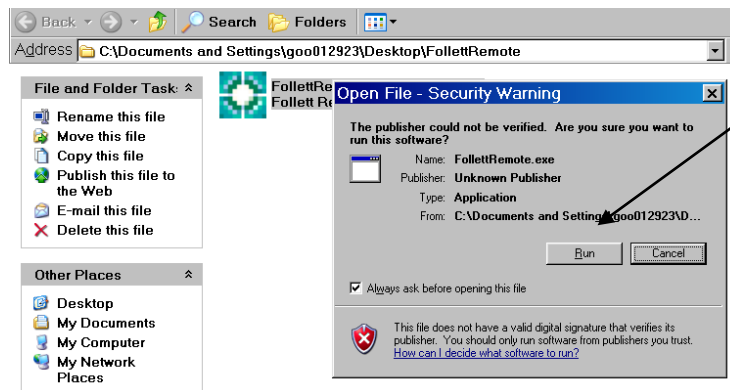 Back Search Folders
Address C:\Documents and Settings\goo012923\Desktop\FollettRemote
File and Folder Tasks
Rename this file
Move this file
Copy this file
Publish this file to
the Web
E-mail this file
Delete this file
Other Places
Desktop
My Documents
My Computer
My Network
Places
FollettRe
Follett Re
Open File - Security Warning
The publisher could not be verified. Are you sure you want to
run this software?
Name: FollettRemote.exe
Publisher: Unknown Publisher
Type: Application
From: C:\Documents and Settings\goo012923\D...
Run Cancel
Always ask before opening this file
This file does not have a valid digital signature that verifies its
publisher. You should only run software from publishers you trust.
How can I decide what software to run?